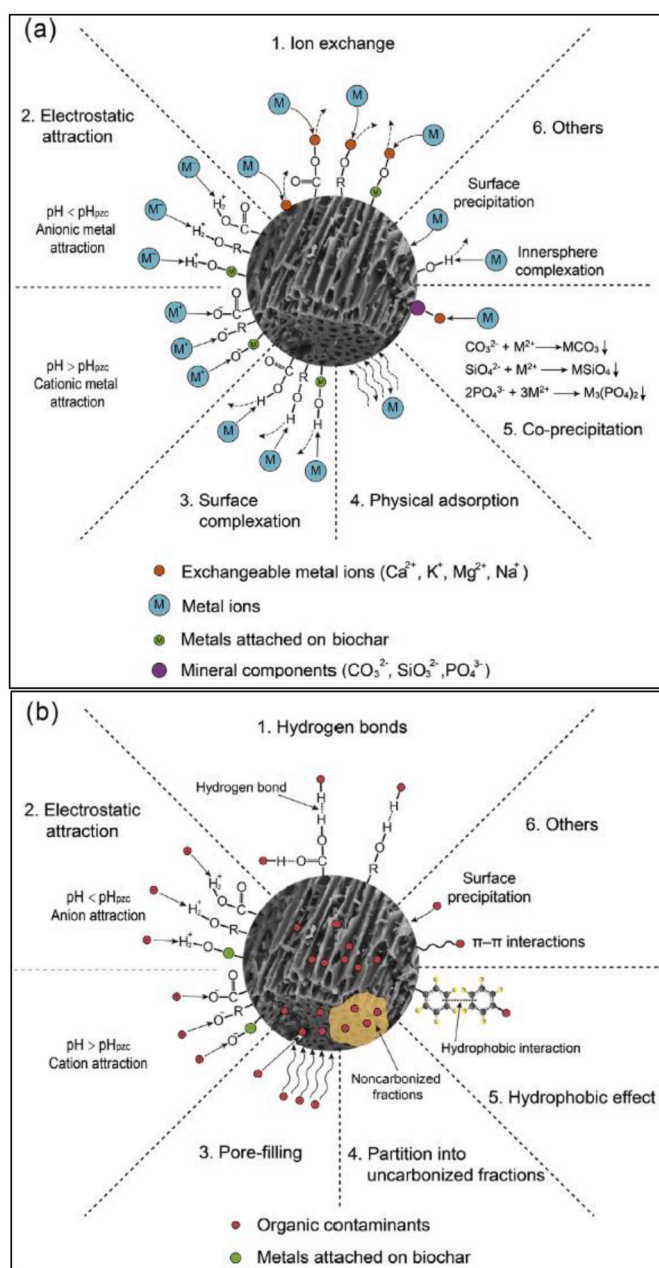 (a)
1. Ion exchange
2. Electrostatic
attraction
6. Others
pH < pHpzc
Anionic metal
attraction
Surface
precipitation
Innersphere
complexation
pH > pHpzc
Cationic metal
attraction
CO₃²⁻ + M²⁺ → MCO₃↓
SiO₄²⁻ + M²⁺ → MSiO₄↓
2PO₄³⁻ + 3M²⁺ → M₃(PO₄)₂↓
5. Co-precipitation
3. Surface
complexation
4. Physical adsorption
Exchangeable metal ions (Ca²⁺, K⁺, Mg²⁺, Na⁺)
M Metal ions
M Metals attached on biochar
Mineral components (CO₃²⁻, SiO₃²⁻,PO₄³⁻)
(b)
1. Hydrogen bonds
Hydrogen bond
2. Electrostatic
attraction
6. Others
pH < pHpzc
Anion attraction
Surface
precipitation
π–π interactions
pH > pHpzc
Cation attraction
Hydrophobic interaction
Noncarbonized
fractions
5. Hydrophobic effect
3. Pore-filling
4. Partition into
uncarbonized fractions
Organic contaminants
Metals attached on biochar